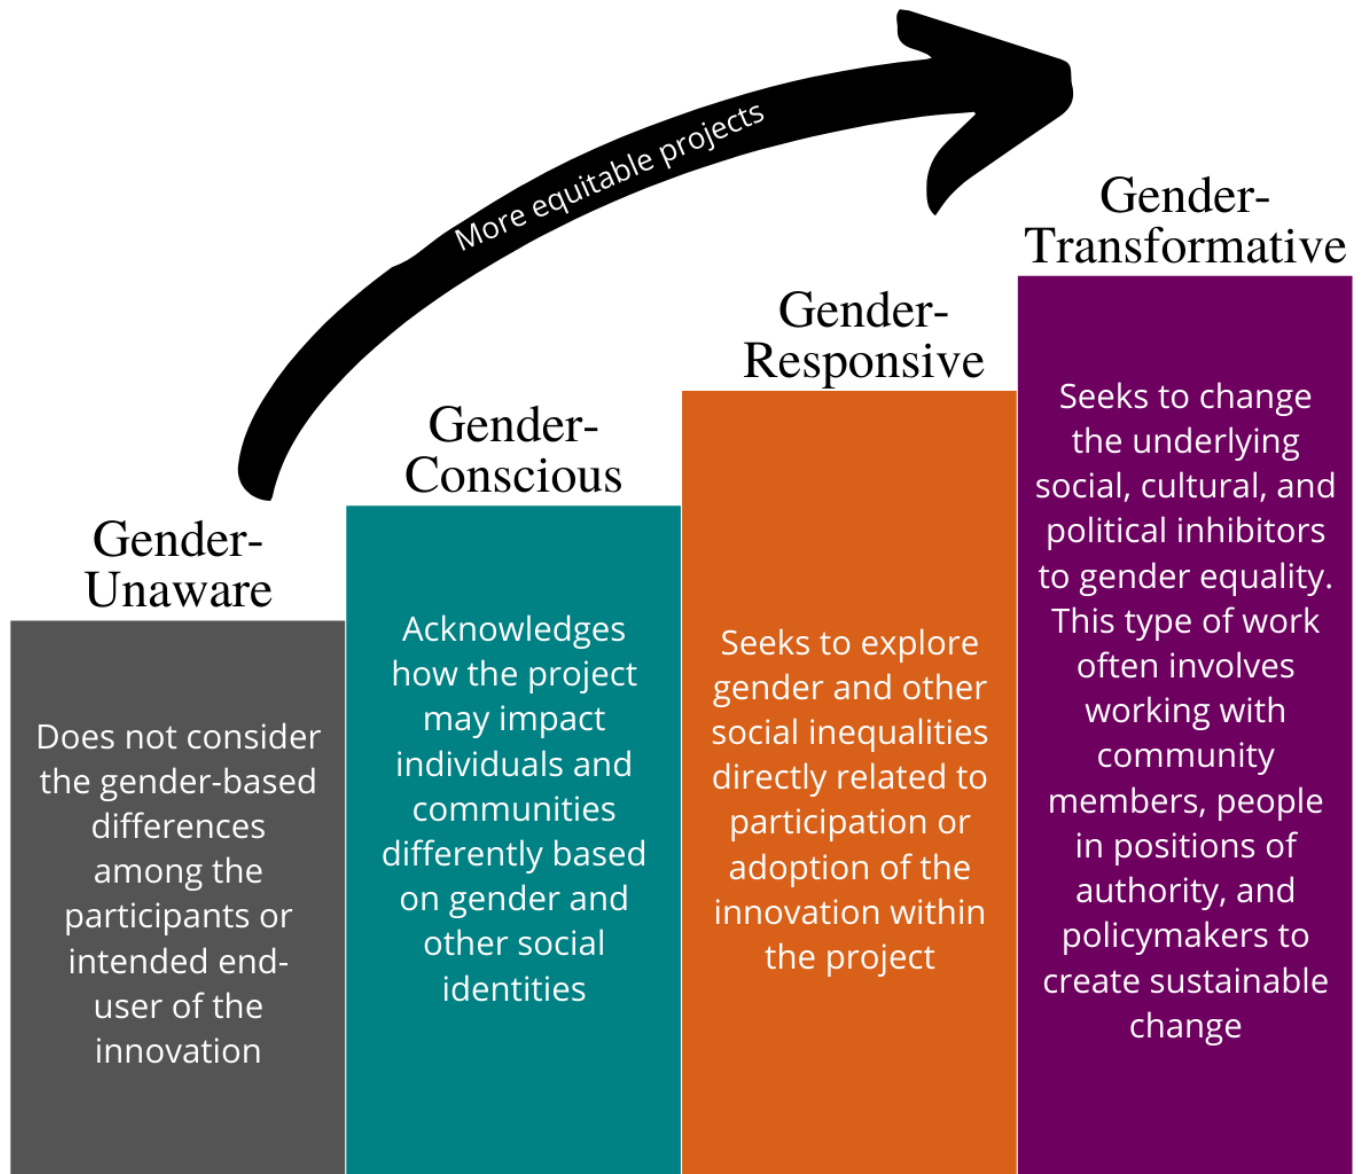 More equitable projects
Gender-
Unaware
Does not consider
the gender-based
differences
among the
participants or
intended end-
user of the
innovation
Gender-
Conscious
Acknowledges
how the project
may impact
individuals and
communities
differently based
on gender and
other social
identities
Gender-
Responsive
Seeks to explore
gender and other
social inequalities
directly related to
participation or
adoption of the
innovation within
the project
Gender-
Transformative
Seeks to change
the underlying
social, cultural, and
political inhibitors
to gender equality.
This type of work
often involves
working with
community
members, people
in positions of
authority, and
policymakers to
create sustainable
change